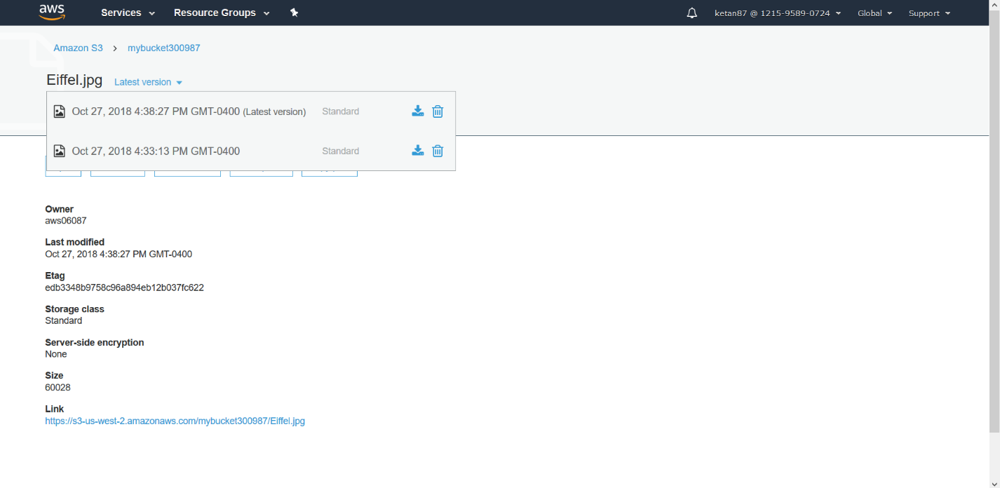 aws Services Resource Groups ketan87 @ 1215-9589-0724 Global Support
Amazon S3 > mybucket300987
Eiffel.jpg Latest version
Oct 27, 2018 4:38:27 PM GMT-0400 (Latest version) Standard
Oct 27, 2018 4:33:13 PM GMT-0400 Standard
Owner
aws06087
Last modified
Oct 27, 2018 4:38:27 PM GMT-0400
Etag
edb3348b9758c96a894eb12b037fc622
Storage class
Standard
Server-side encryption
None
Size
60028
Link
https://s3-us-west-2.amazonaws.com/mybucket300987/Eiffel.jpg